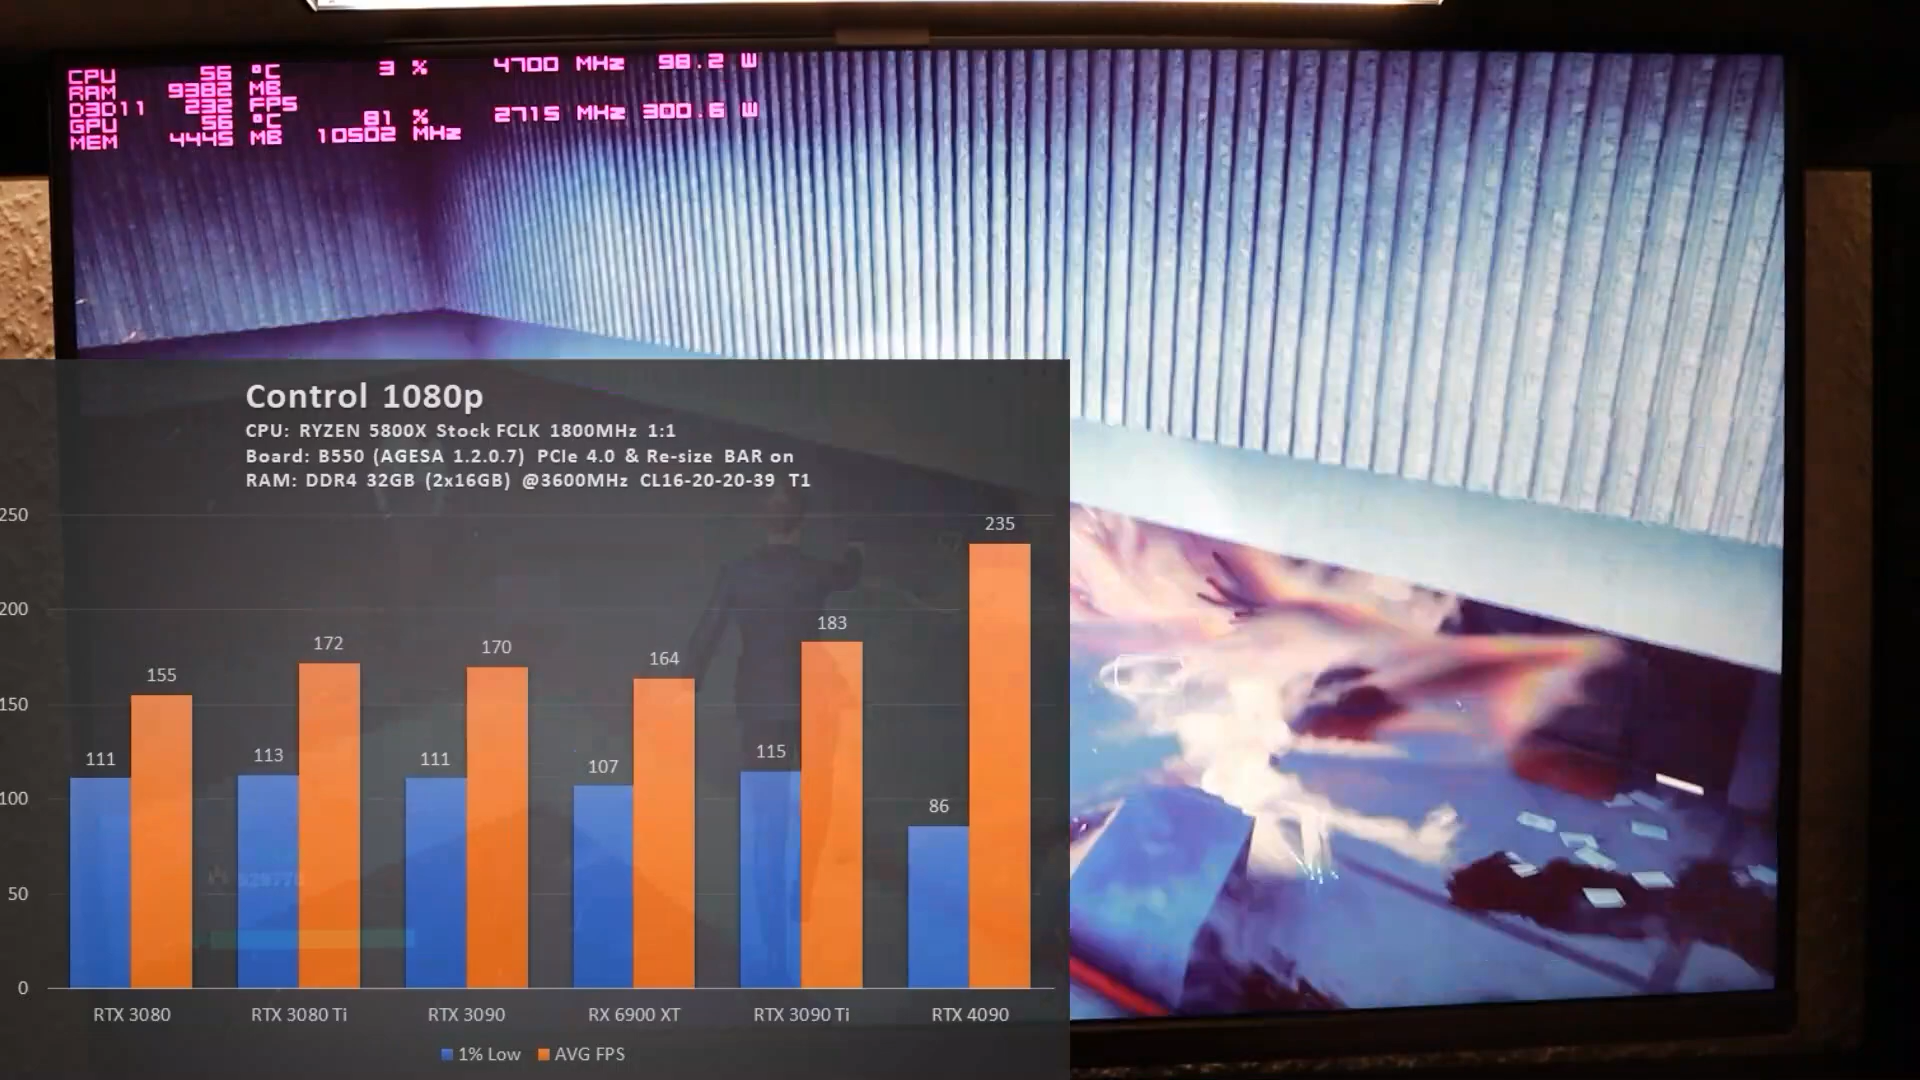 CPU 56 °C 3 % 4700 MHz 98.2 W
RAM 9382 MB
D3D11 232 FPS
GPU 56 °C 81 % 2715 MHz 300.6 W
MEM 4445 MB 10502 MHz
Control 1080p
CPU: RYZEN 5800X Stock FCLK 1800MHz 1:1
Board: B550 (AGESA 1.2.0.7) PCIe 4.0 & Re-size BAR on
RAM: DDR4 32GB (2x16GB) @3600MHz CL16-20-20-39 T1
250
200
150
100
50
0
111 155
113 172
111 170
107 164
115 183
86 235
RTX 3080
RTX 3080 Ti
RTX 3090
RX 6900 XT
RTX 3090 Ti
RTX 4090
1% Low AVG FPS